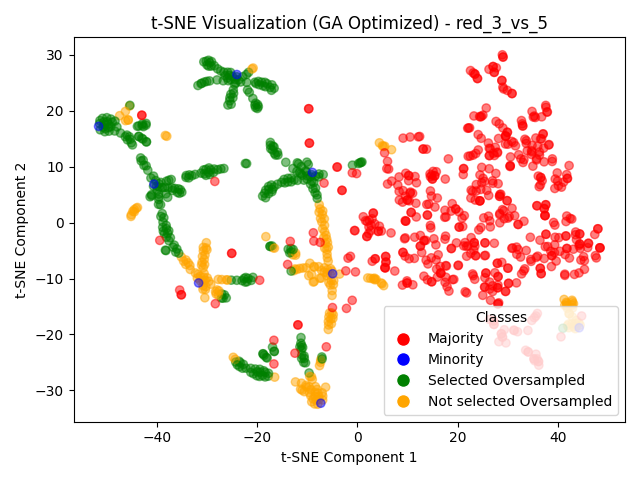 t-SNE Visualization (GA Optimized) - red_3_vs_5
30
20
10
0
−10
−20
−30
t-SNE Component 2
Classes
Majority
Minority
Selected Oversampled
Not selected Oversampled
−40
−20
0
20
40
t-SNE Component 1